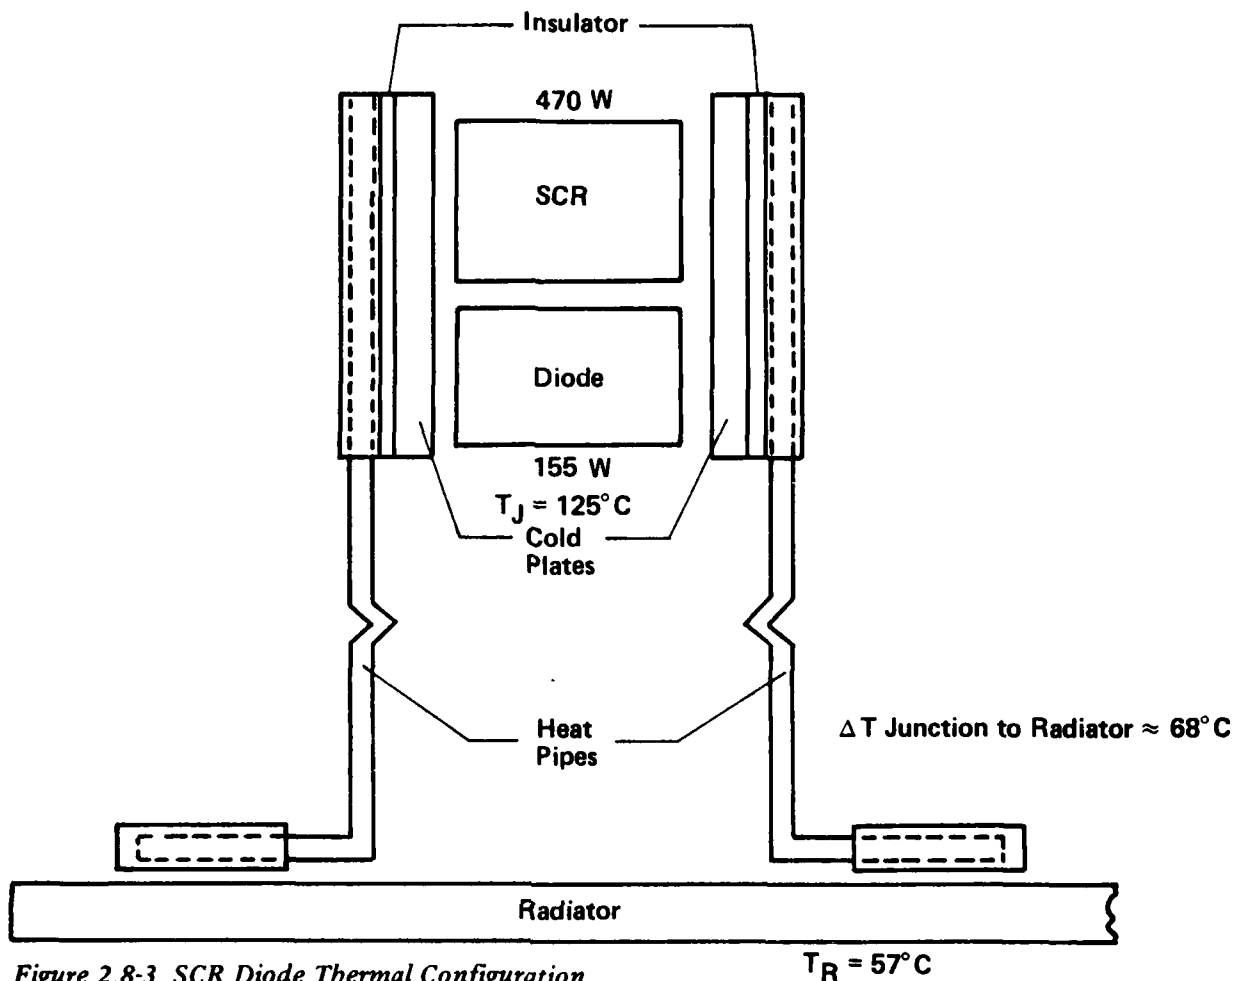 Insulator
470 W
SCR
Diode
155 W
T_J = 125°C
Cold
Plates
Heat
Pipes
ΔT Junction to Radiator ≈ 68°C
Radiator
T_R = 57°C
Figure 2.8-3 SCR Diode Thermal Configuration